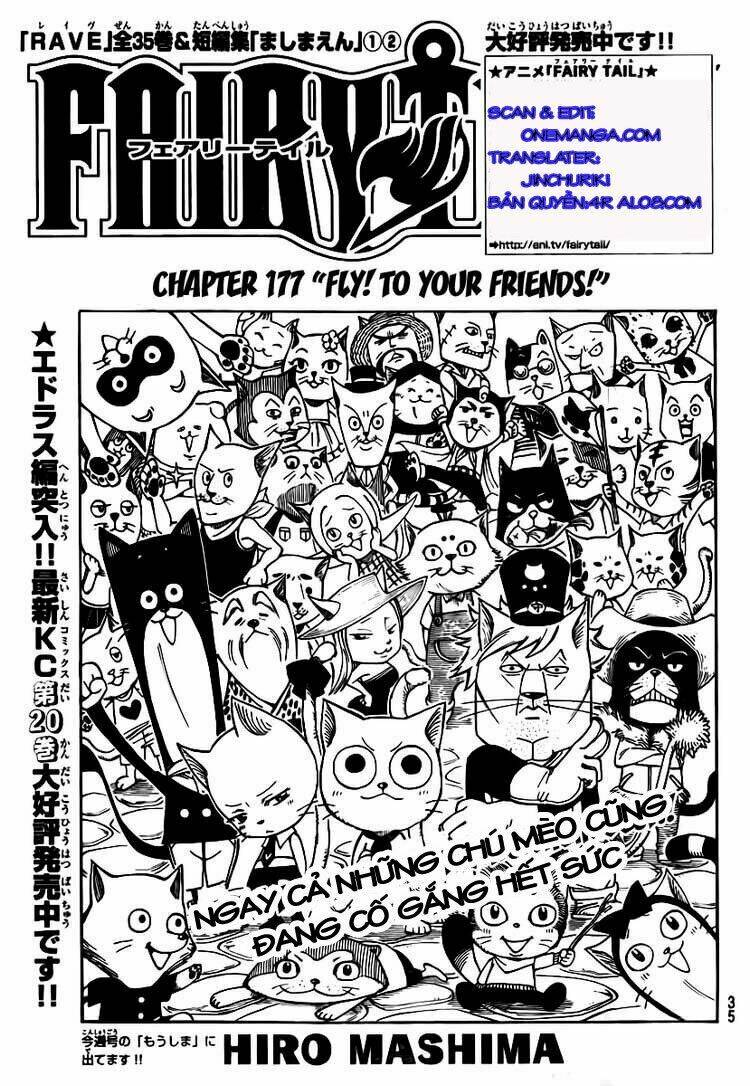 「RAVE」全35巻&短編集「ましまえん」①②
大好評発売中です!!
FAIRY T
フェアリーテイル
★アニメ「FAIRY TAIL」★
SCAN & EDIT:
ONEMANGA.COM
TRANSLATER:
JINCHURIKI
BẢN QUYỀN:4R ALO8.COM
➡http://ani.tv/fairytail/
CHAPTER 177 "FLY! TO YOUR FRIENDS!"
★エドラス編突入!!最新KC第20巻大好評発売中です!!
NGAY CẢ NHỮNG CHÚ MÈO CŨNG
ĐANG CỐ GẮNG HẾT SỨC
35
今週号の「もうしま」に
出てます!!
HIRO MASHIMA